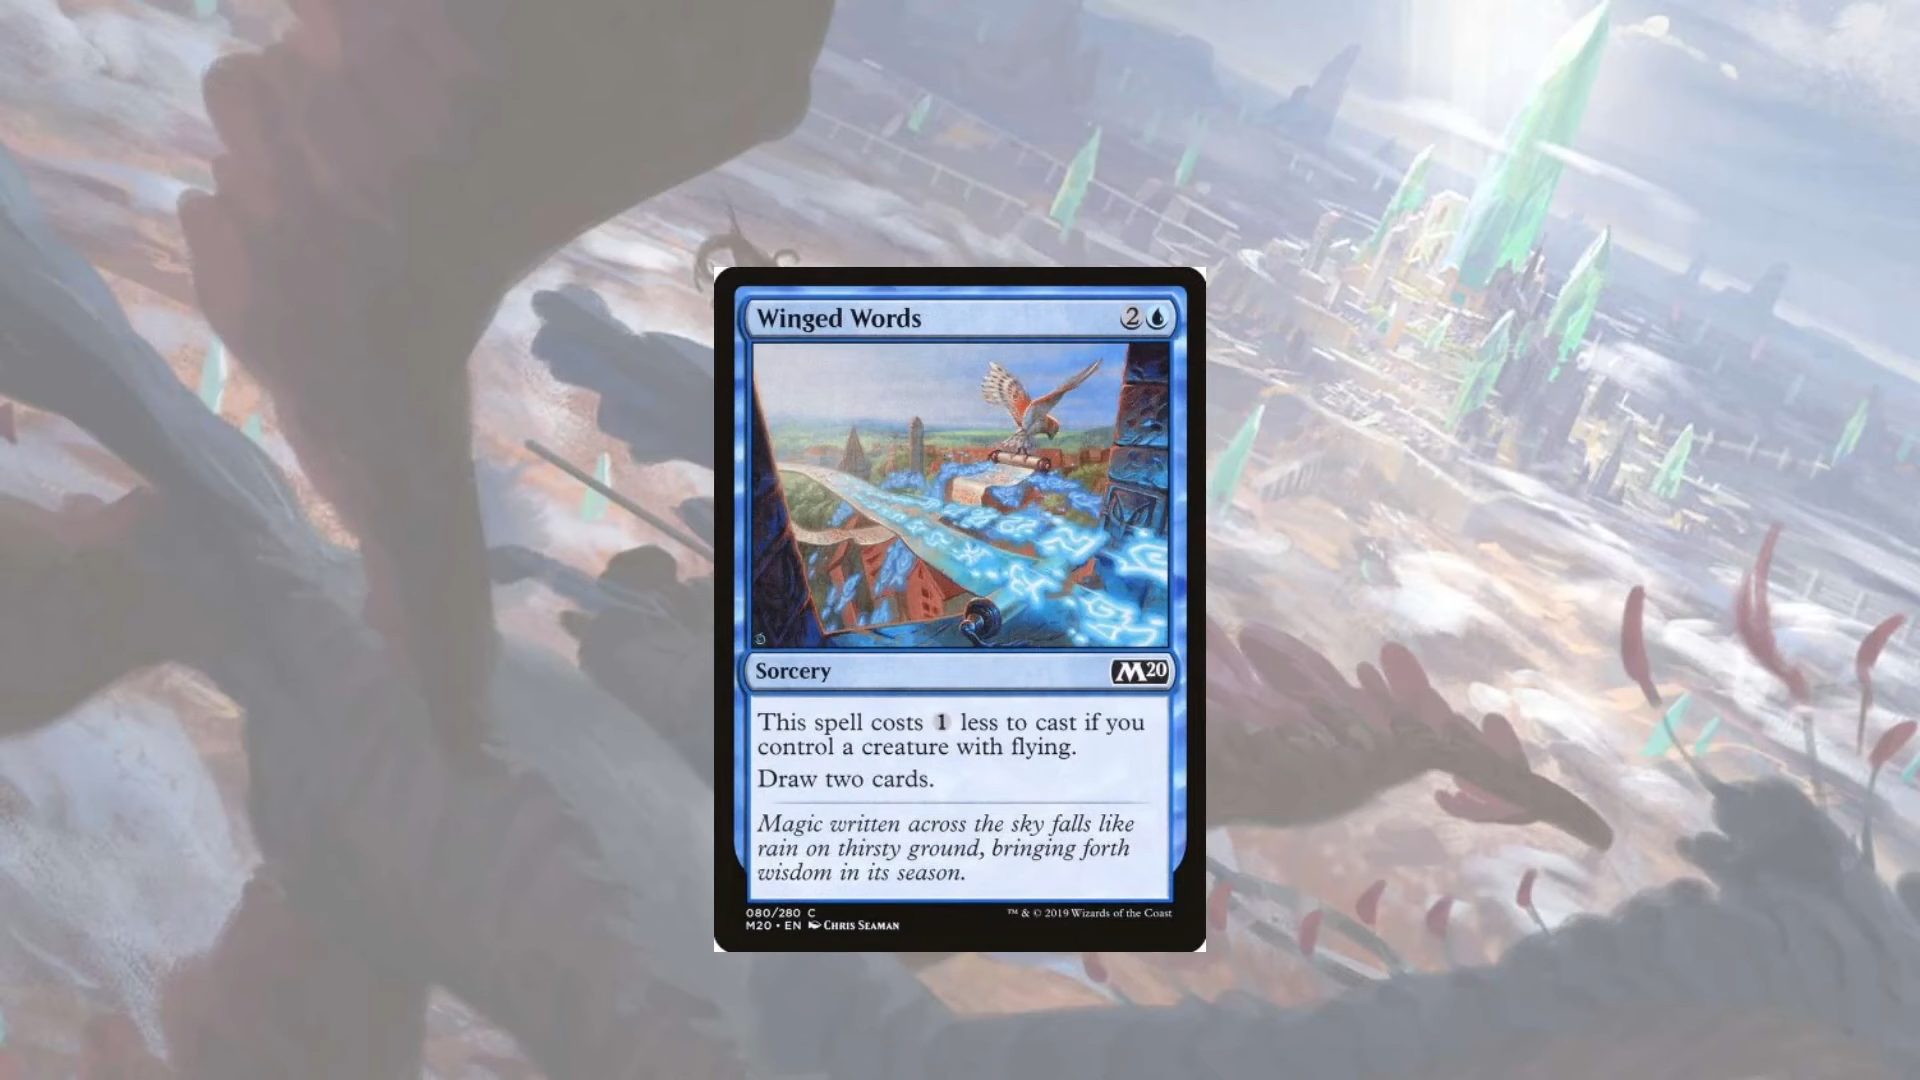 Winged Words 2
Sorcery M20
This spell costs 1 less to cast if you
control a creature with flying.
Draw two cards.
Magic written across the sky falls like
rain on thirsty ground, bringing forth
wisdom in its season.
080/280 C ™ & © 2019 Wizards of the Coast
M20 • EN Chris Seaman